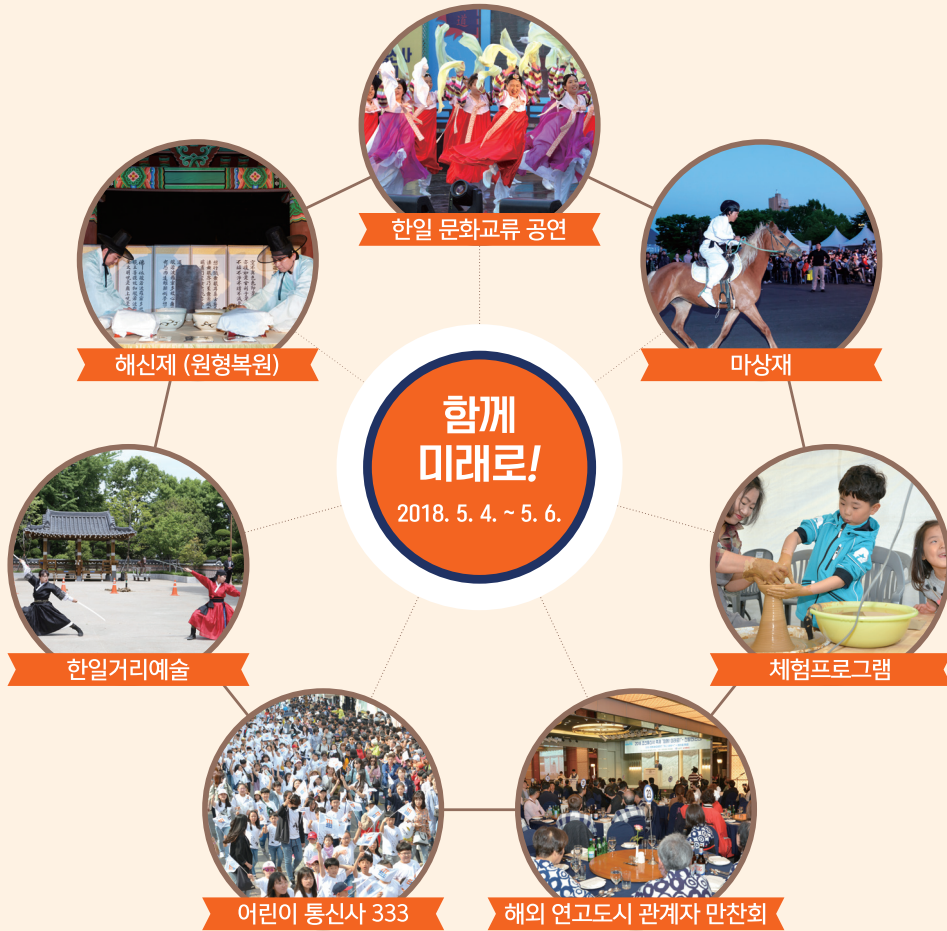 한일 문화교류 공연
해신제 (원형복원)
마상재
함께
미래로!
2018. 5. 4. ~ 5. 6.
한일거리예술
체험프로그램
어린이 통신사 333
해외 연고도시 관계자 만찬회